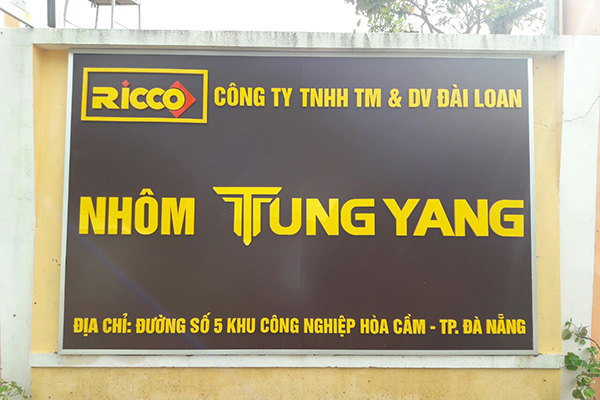 RICCO CÔNG TY TNHH TM & DV ĐÀI LOAN
NHÔM TUNG YANG
ĐỊA CHỈ: ĐƯỜNG SỐ 5 KHU CÔNG NGHIỆP HÒA CẦM - TP. ĐÀ NẴNG